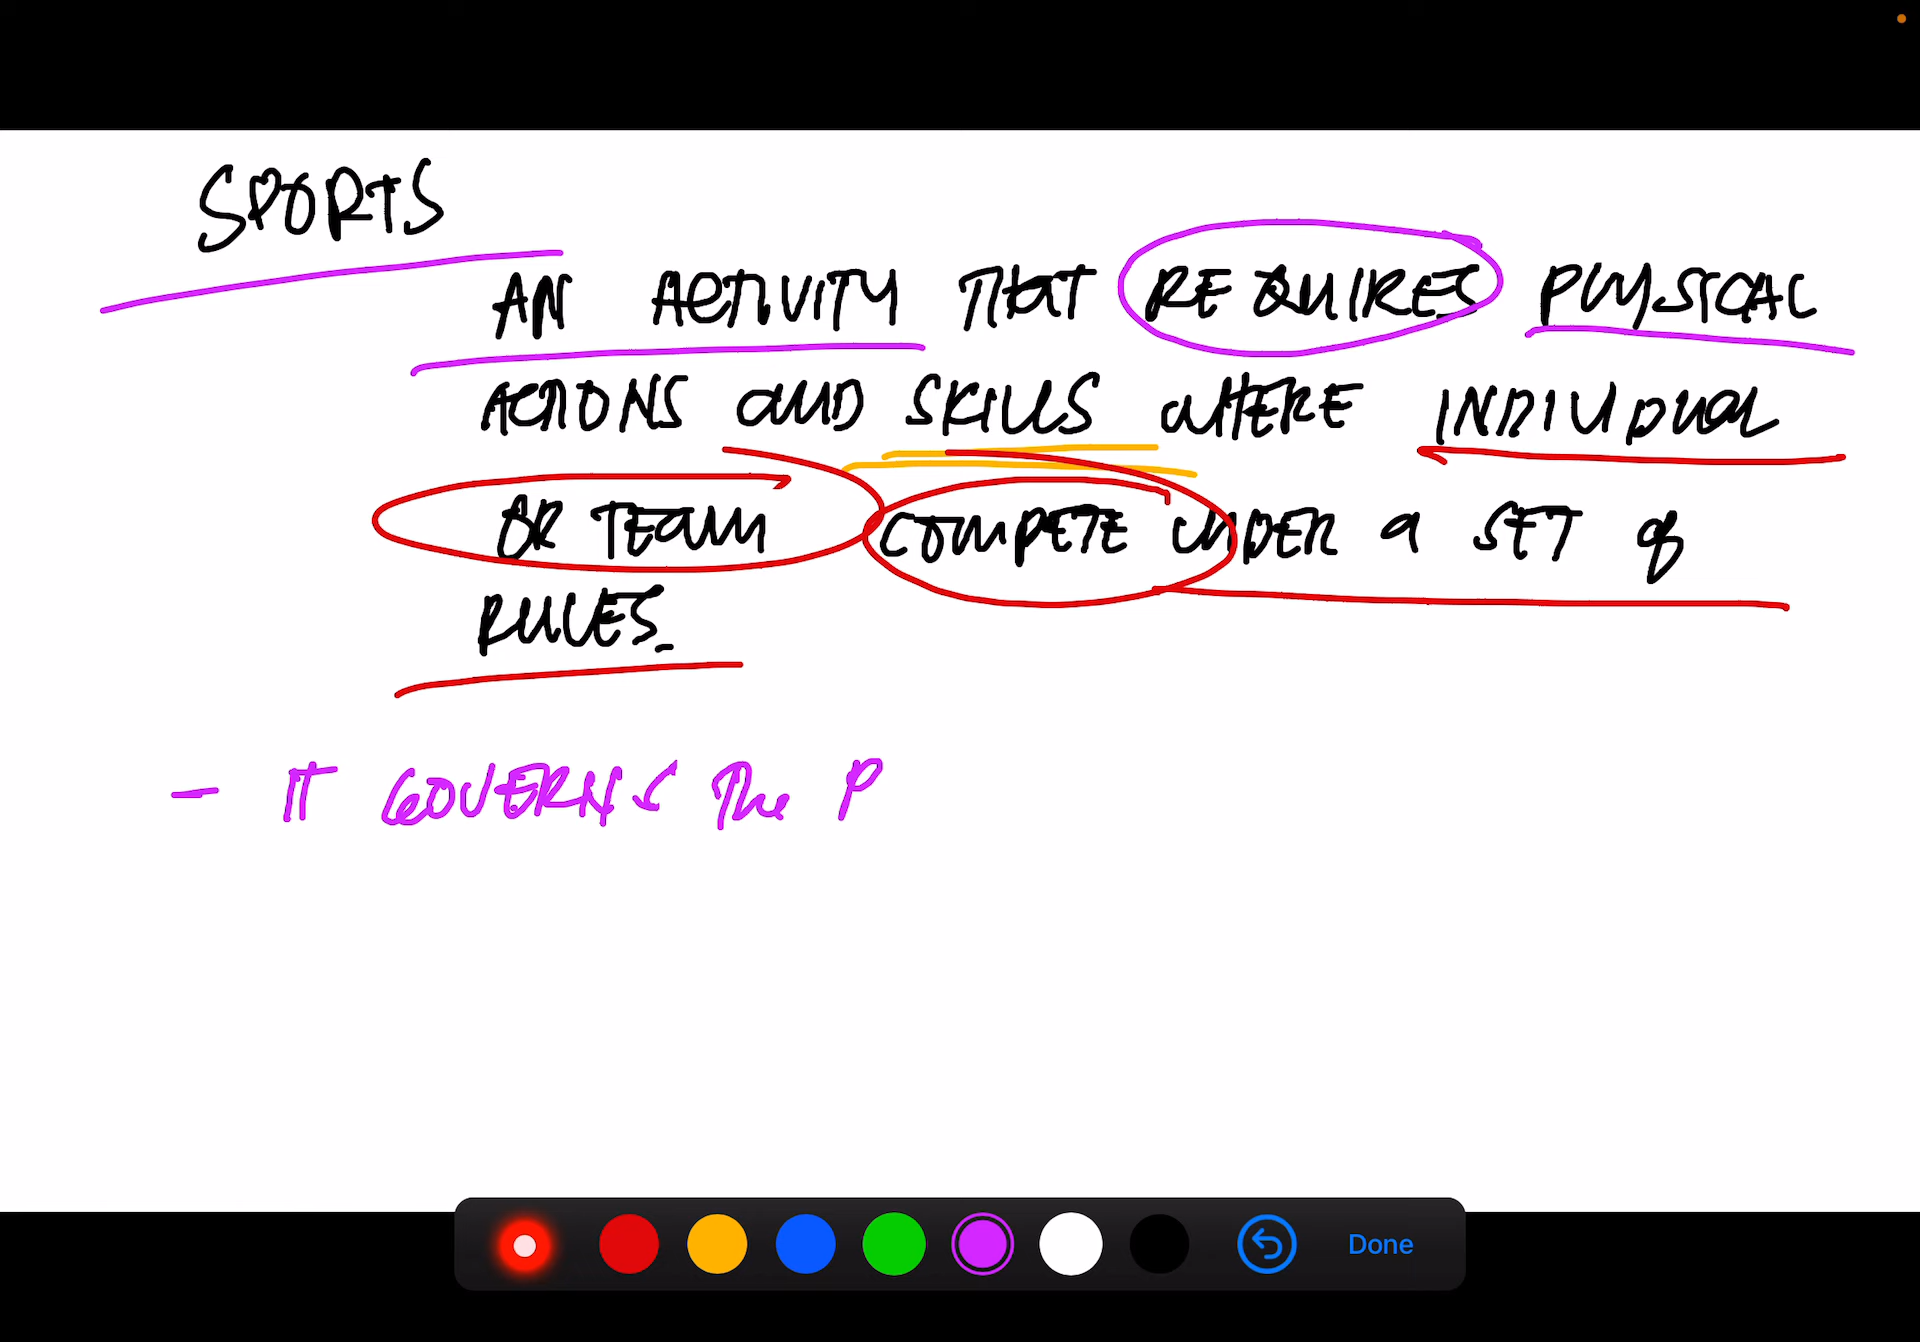 SPORTS
AN ACTIVITY THAT REQUIRES PHYSICAL
ACTIONS AND SKILLS WHERE INDIVIDUAL
OR TEAM COMPETE UNDER A SET OF
RULES.
- IT GOVERNS The P
Done